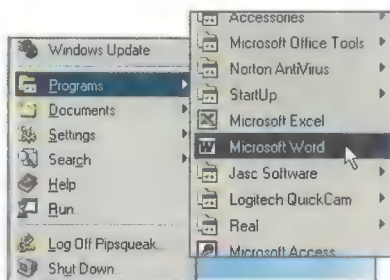 Windows Update
Programs
Documents
Settings
Search
Help
Run...
Log Off Pipsqueak...
Shut Down...
Accessories
Microsoft Office Tools
Norton AntiVirus
StartUp
Microsoft Excel
Microsoft Word
Jasc Software
Logitech QuickCam
Real
Microsoft Access